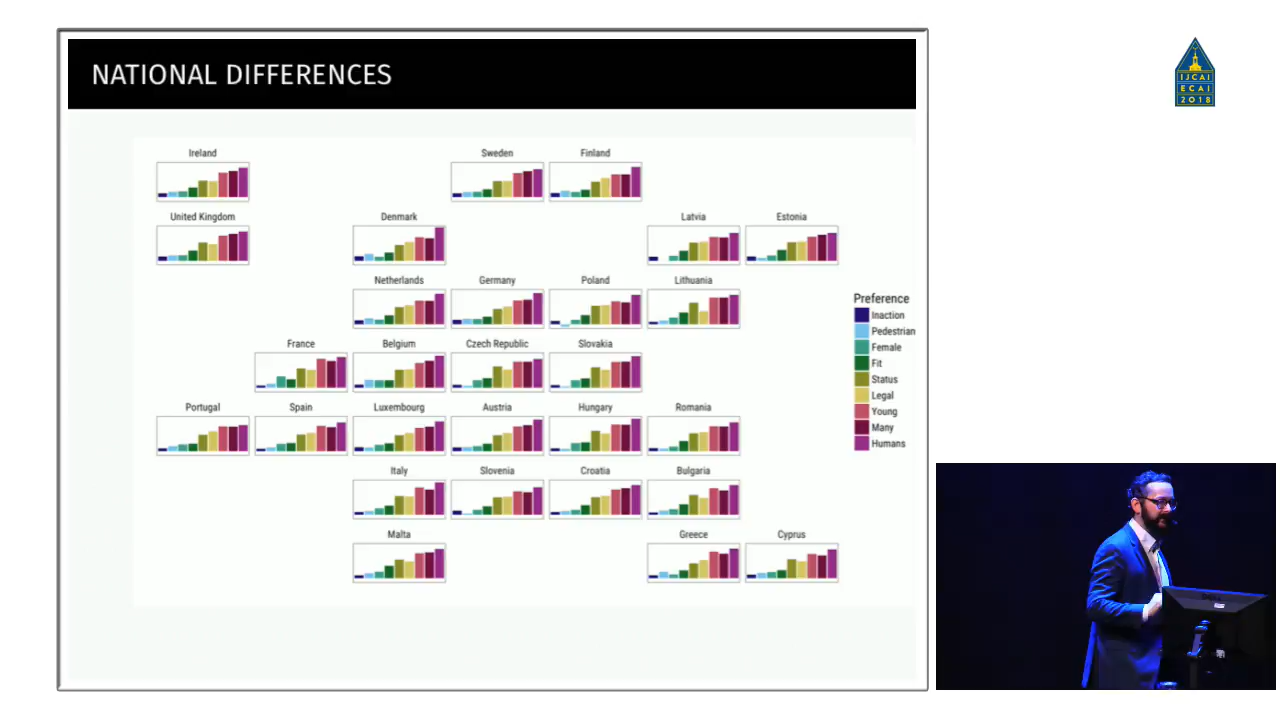 NATIONAL DIFFERENCES
IJCAI
ECAI
2018
Ireland
Sweden
Finland
United Kingdom
Denmark
Latvia
Estonia
Netherlands
Germany
Poland
Lithuania
France
Belgium
Czech Republic
Slovakia
Portugal
Spain
Luxembourg
Austria
Hungary
Romania
Italy
Slovenia
Croatia
Bulgaria
Malta
Greece
Cyprus
Preference
Inaction
Pedestrian
Female
Fit
Status
Legal
Young
Many
Humans
DELL